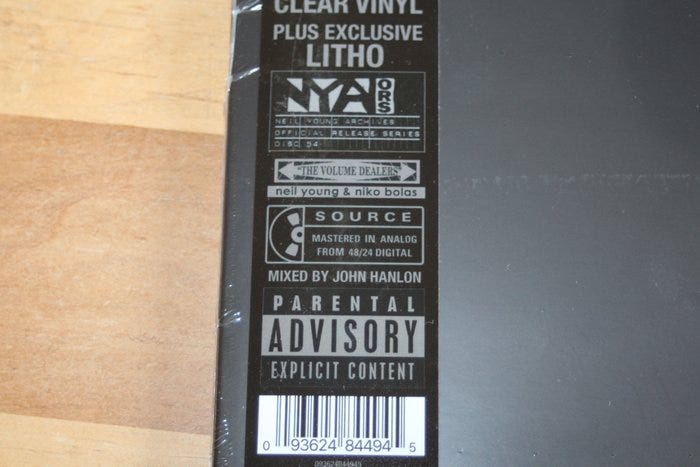 CLEAR VINYL
PLUS EXCLUSIVE
LITHO
NYA ORS
NEIL YOUNG ARCHIVES
OFFICIAL RELEASE SERIES
DISC 54
"THE VOLUME DEALERS"
neil young & niko bolas
SOURCE
MASTERED IN ANALOG
FROM 48/24 DIGITAL
MIXED BY JOHN HANLON
PARENTAL
ADVISORY
EXPLICIT CONTENT
0 93624 84494 5
093624844945